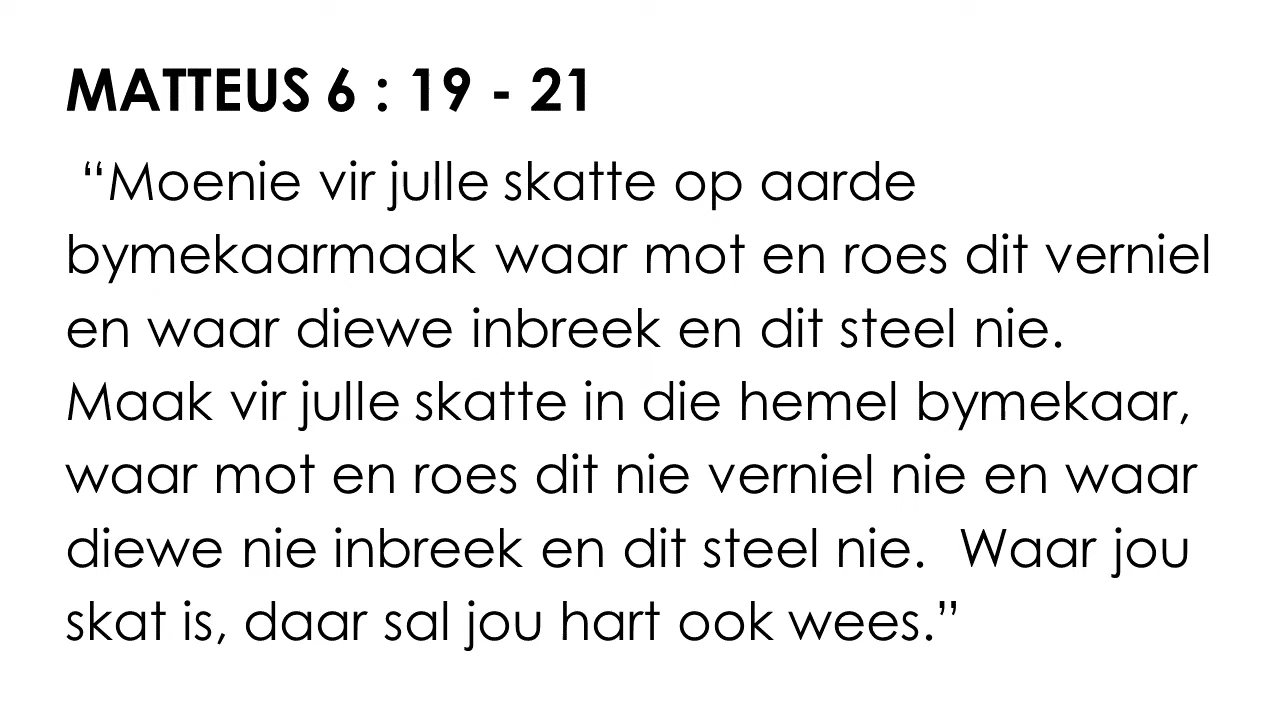 MATTEUS 6 : 19 - 21
“Moenie vir julle skatte op aarde
bymekaarmaak waar mot en roes dit verniel
en waar diewe inbreek en dit steel nie.
Maak vir julle skatte in die hemel bymekaar,
waar mot en roes dit nie verniel nie en waar
diewe nie inbreek en dit steel nie.  Waar jou
skat is, daar sal jou hart ook wees.”